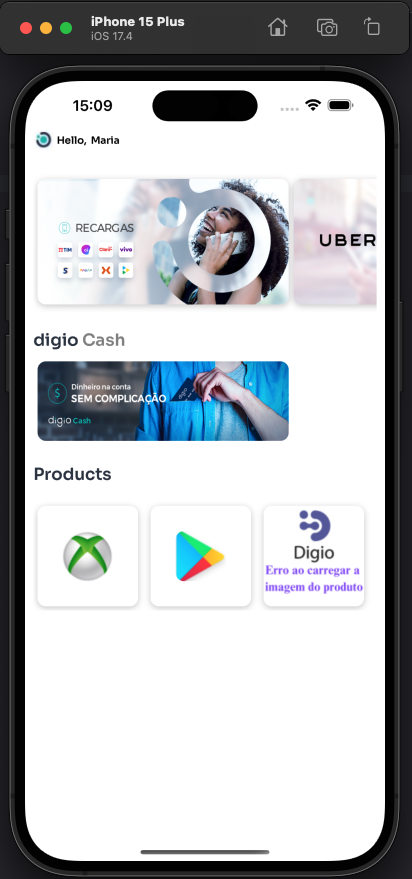 iPhone 15 Plus
iOS 17.4
15:09
Hello, Maria
RECARGAS
TIM
Claro
vivo
UBER
digio Cash
Dinheiro na conta
SEM COMPLICAÇÃO
digio Cash
Products
Digio
Erro ao carregar a
imagem do produto